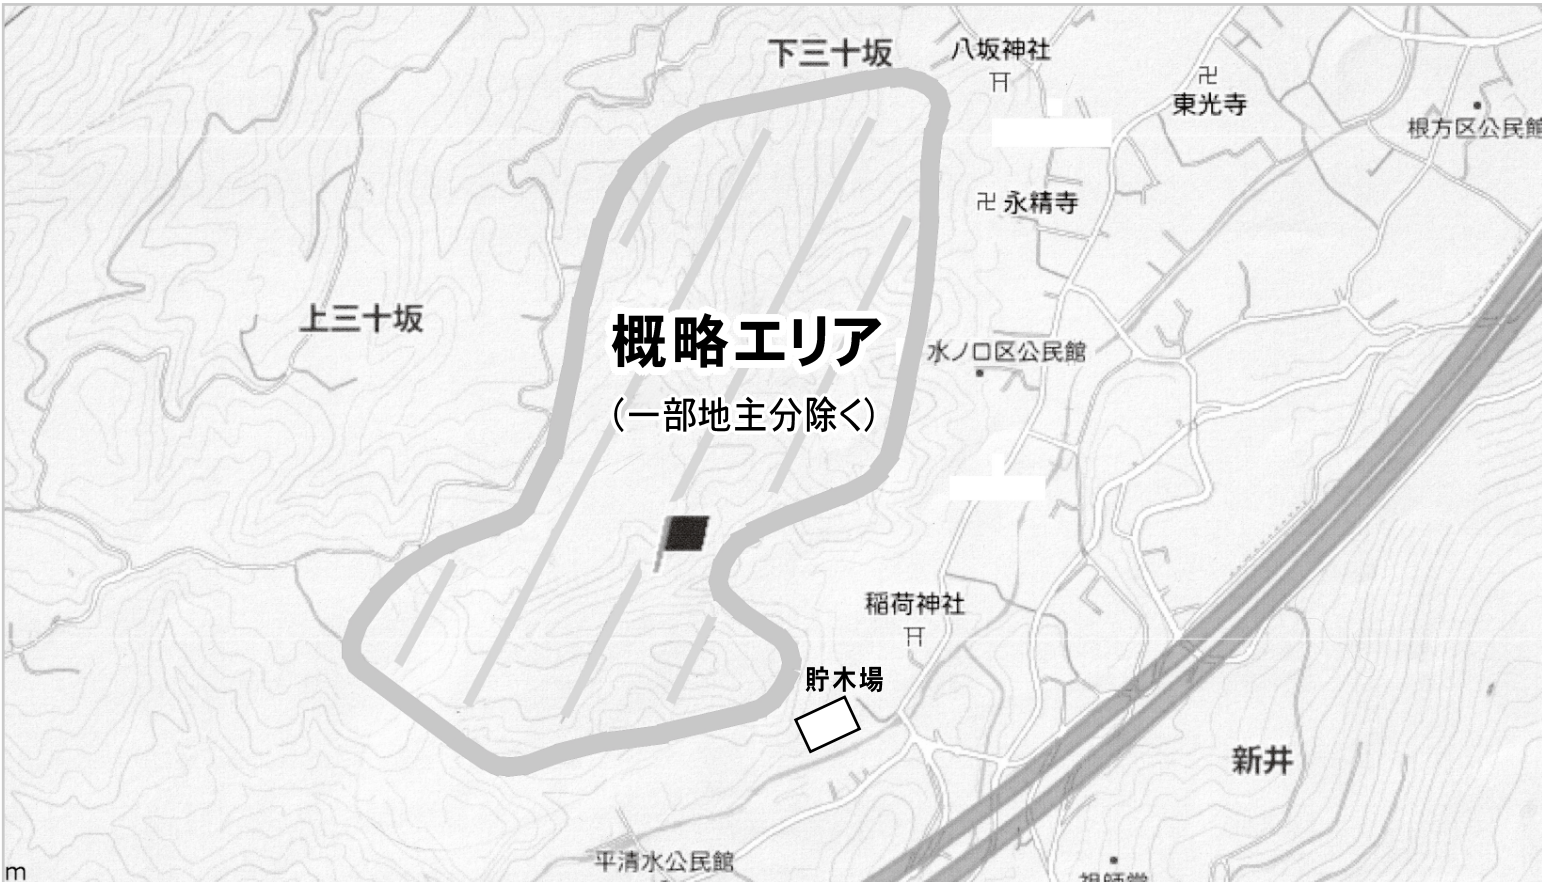 下三十坂
八坂神社
東光寺
根方区公民館
永精寺
上三十坂
概略エリア
水ノ口区公民館
（一部地主分除く）
稲荷神社
貯木場
新井
平清水公民館
祖師堂
m